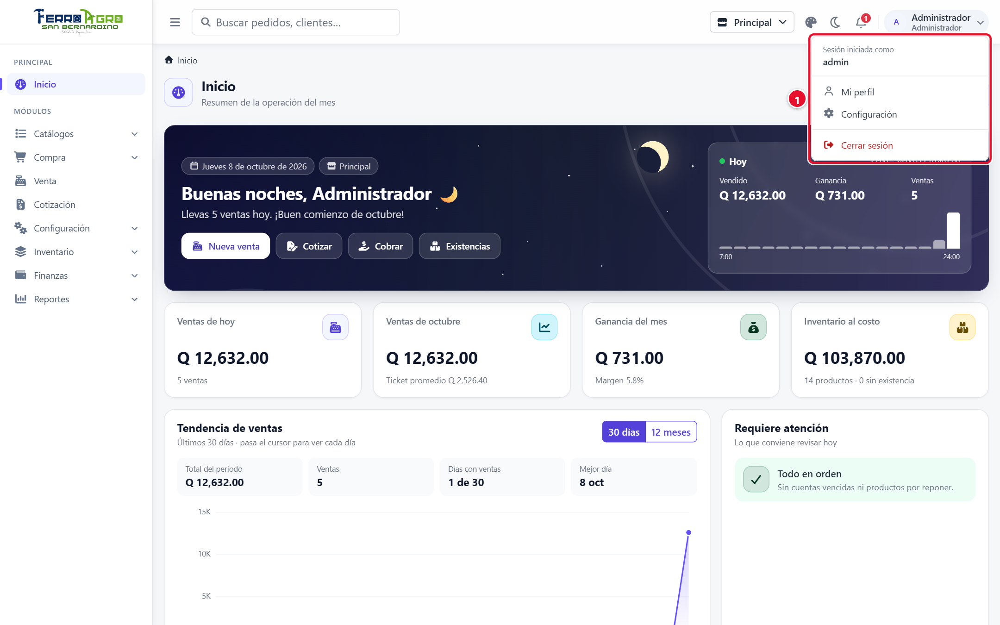 FERRO AGRO
SAN BERNARDINO
Buscar pedidos, clientes...
Principal
1
A
Administrador
Administrador
Sesión iniciada como
admin
Mi perfil
Configuración
Cerrar sesión
1
PRINCIPAL
Inicio
MÓDULOS
Catálogos
Compra
Venta
Cotización
Configuración
Inventario
Finanzas
Reportes
Inicio
Inicio
Resumen de la operación del mes
Jueves 8 de octubre de 2026
Principal
Buenas noches, Administrador
Llevas 5 ventas hoy. ¡Buen comienzo de octubre!
Nueva venta
Cotizar
Cobrar
Existencias
Hoy
Vendido
Ganancia
Ventas
Q 12,632.00
Q 731.00
5
7:00
24:00
Ventas de hoy
Q 12,632.00
5 ventas
Ventas de octubre
Q 12,632.00
Ticket promedio Q 2,526.40
Ganancia del mes
Q 731.00
Margen 5.8%
Inventario al costo
Q 103,870.00
14 productos · 0 sin existencia
Tendencia de ventas
Últimos 30 días · pasa el cursor para ver cada día
30 días
12 meses
Total del periodo
Q 12,632.00
Ventas
5
Días con ventas
1 de 30
Mejor día
8 oct
15K
10K
5K
Requiere atención
Lo que conviene revisar hoy
Todo en orden
Sin cuentas vencidas ni productos por reponer.